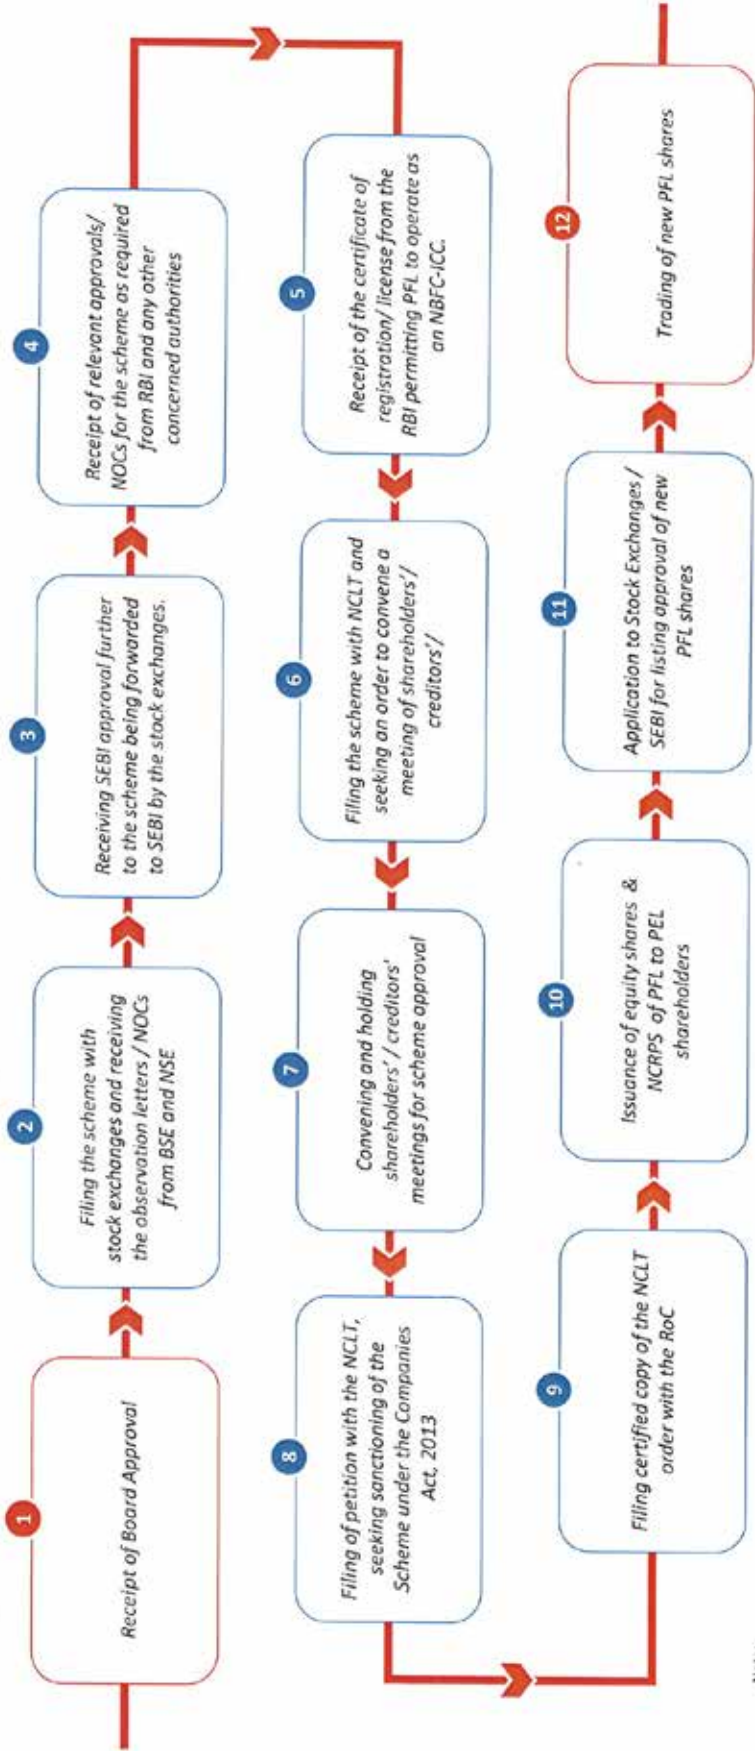 1
Receipt of Board Approval
2
Filing the scheme with
stock exchanges and receiving
the observation letters / NOCs
from BSE and NSE
3
Receiving SEBI approval further
to the scheme being forwarded
to SEBI by the stock exchanges.
4
Receipt of relevant approvals/
NOCs for the scheme as required
from RBI and any other
concerned authorities
5
Receipt of the certificate of
registration/ license from the
RBI permitting PFL to operate as
an NBFC-ICC.
6
Filing the scheme with NCLT and
seeking an order to convene a
meeting of shareholders'/
creditors'/
7
Convening and holding
shareholders' / creditors'
meetings for scheme approval
8
Filing of petition with the NCLT,
seeking sanctioning of the
Scheme under the Companies
Act, 2013
9
Filing certified copy of the NCLT
order with the RoC
10
Issuance of equity shares &
NCRPS of PFL to PEL
shareholders
11
Application to Stock Exchanges /
SEBI for listing approval of new
PFL shares
12
Trading of new PFL shares